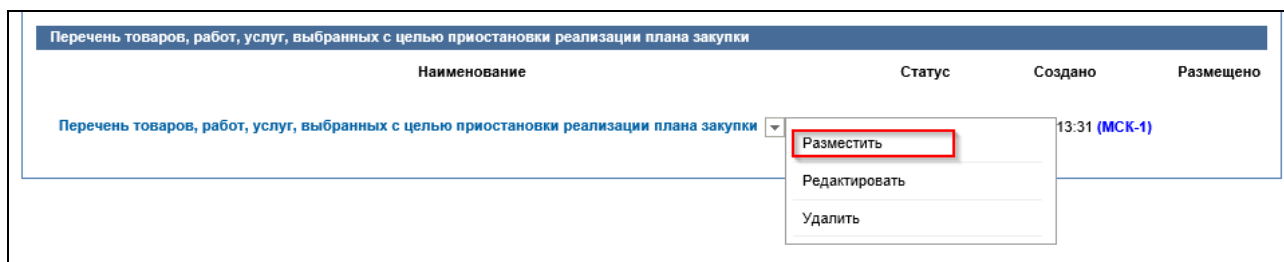 Перечень товаров, работ, услуг, выбранных с целью приостановки реализации плана закупки
Наименование Статус Создано Размещено
Перечень товаров, работ, услуг, выбранных с целью приостановки реализации плана закупки 13:31 (МСК-1)
Разместить
Редактировать
Удалить